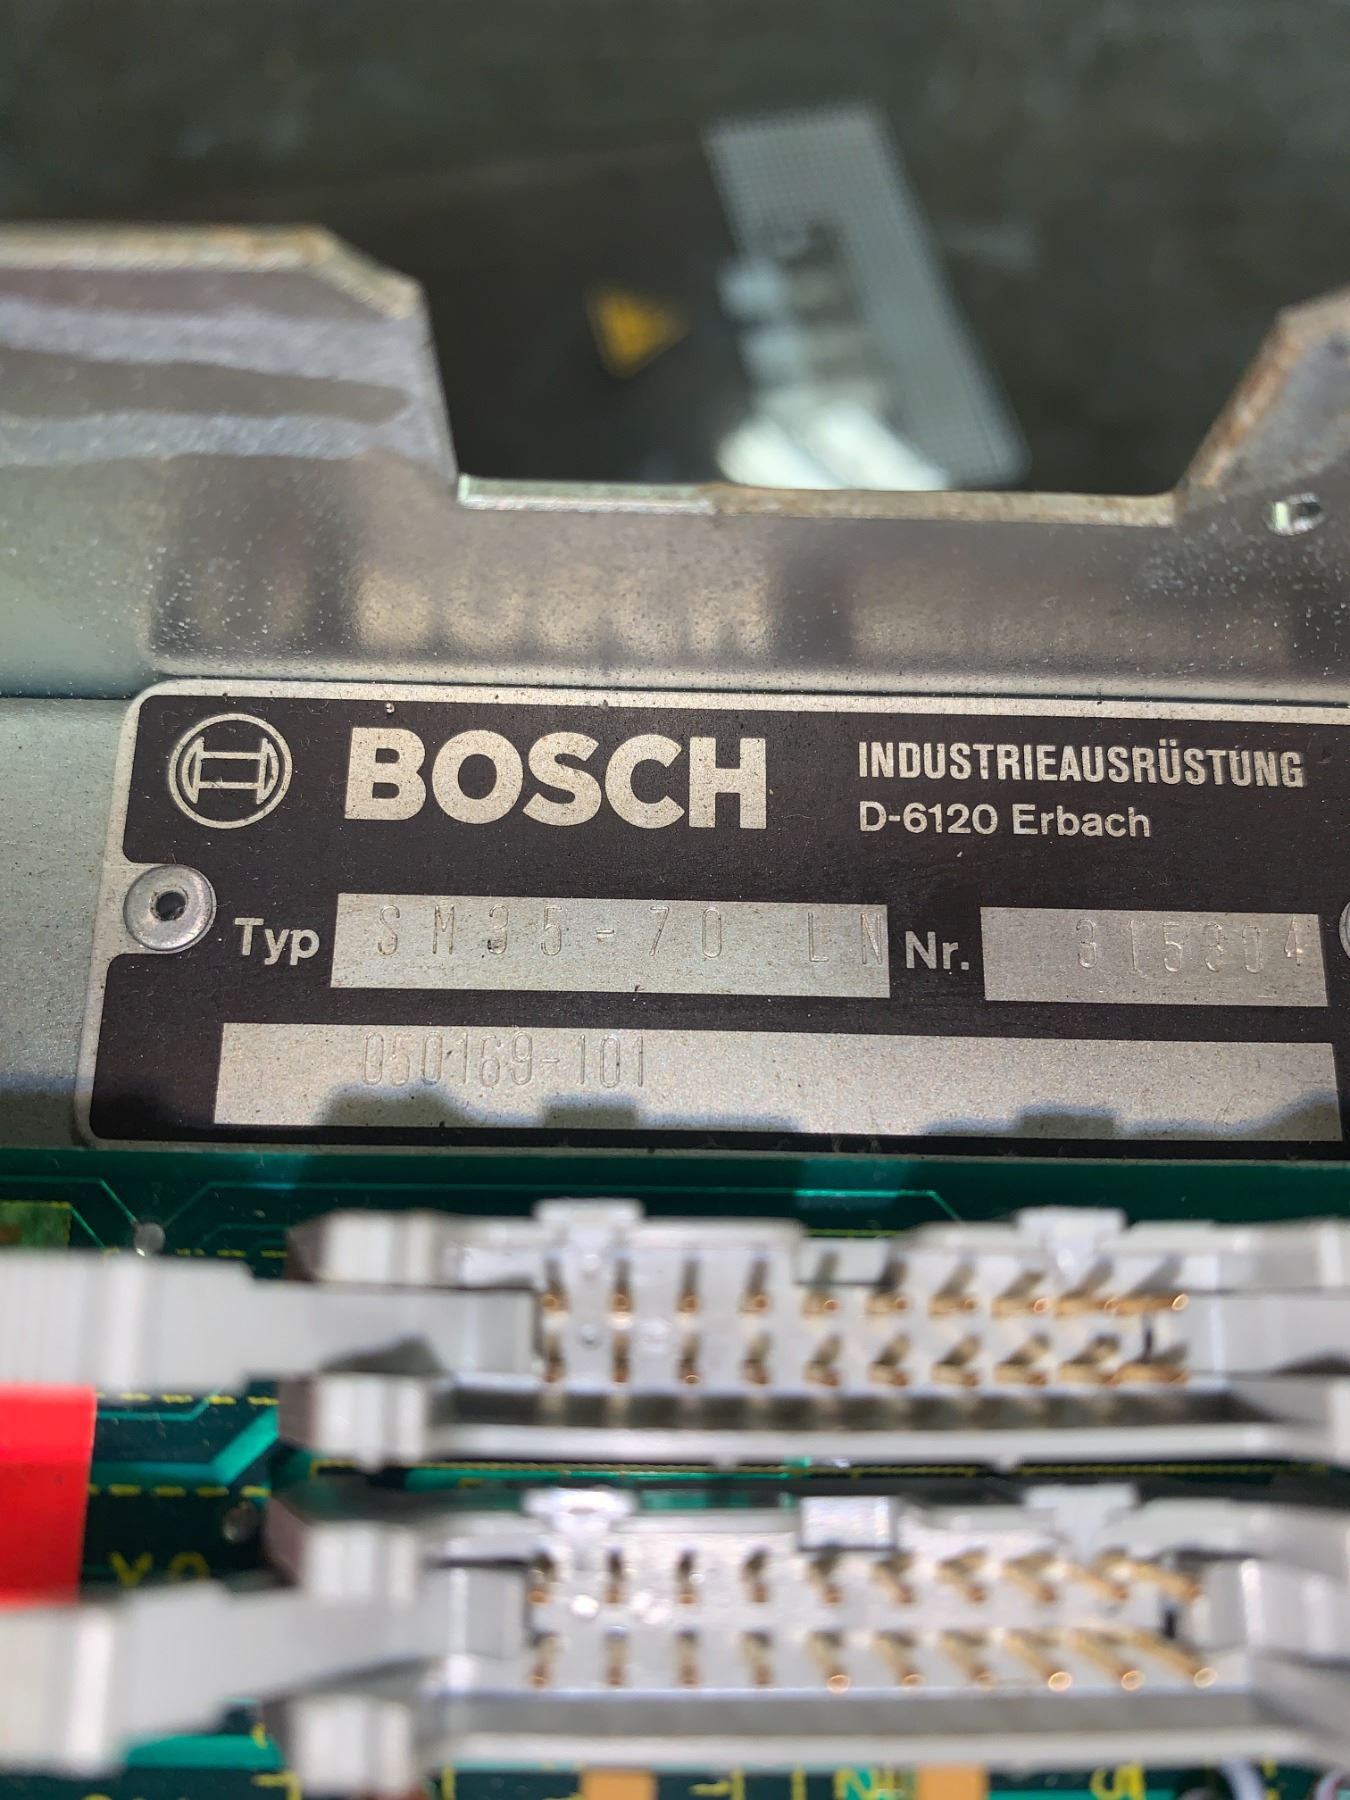 BOSCH INDUSTRIEAUSRÜSTUNG
D-6120 Erbach
Typ SM35-70 LN Nr. 315304
050169-101